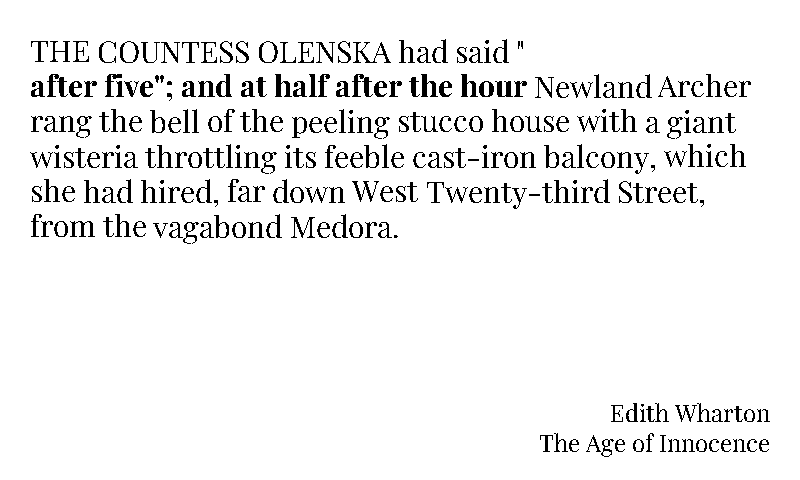 THE COUNTESS OLENSKA had said "
after five"; and at half after the hour Newland Archer
rang the bell of the peeling stucco house with a giant
wisteria throttling its feeble cast-iron balcony, which
she had hired, far down West Twenty-third Street,
from the vagabond Medora.
Edith Wharton
The Age of Innocence